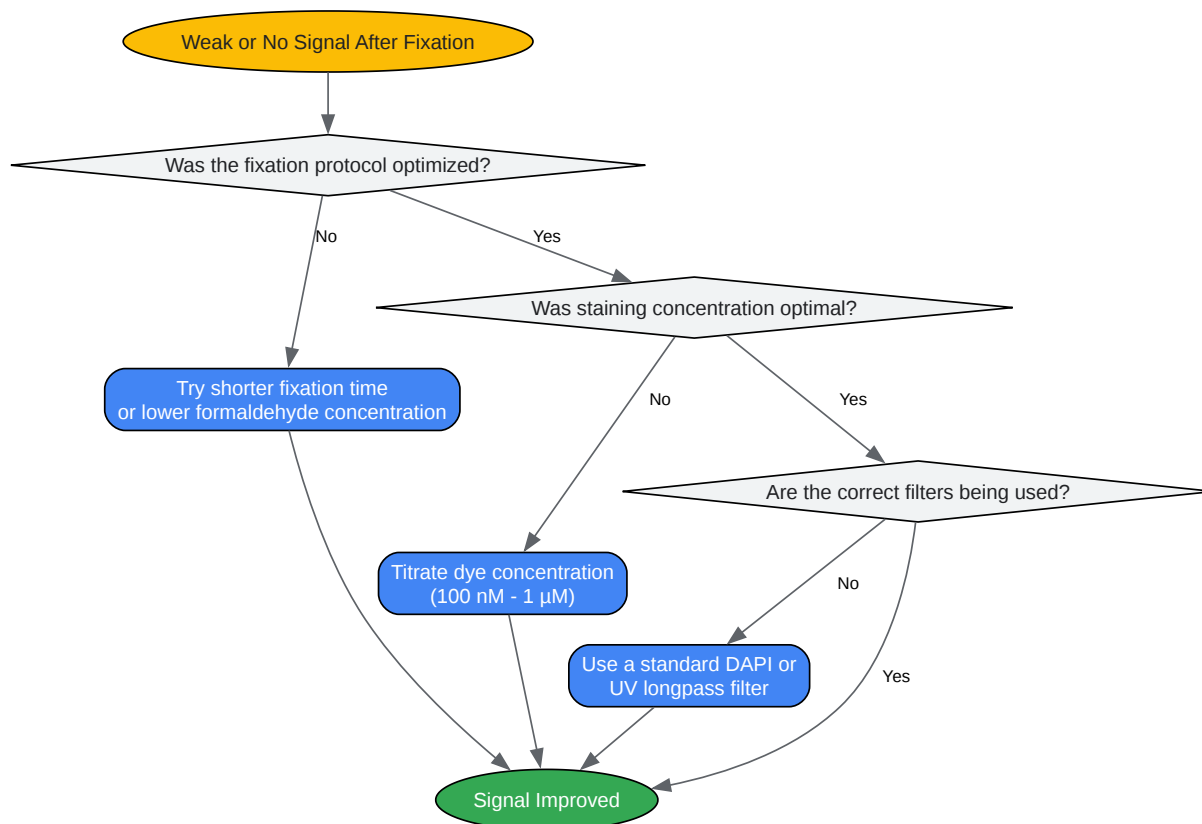 Weak or No Signal After Fixation
Was the fixation protocol optimized?
No
Yes
Was staining concentration optimal?
Try shorter fixation time
or lower formaldehyde concentration
No
Yes
Are the correct filters being used?
Titrate dye concentration
(100 nM - 1 µM)
No
Use a standard DAPI or
UV longpass filter
Yes
Signal Improved